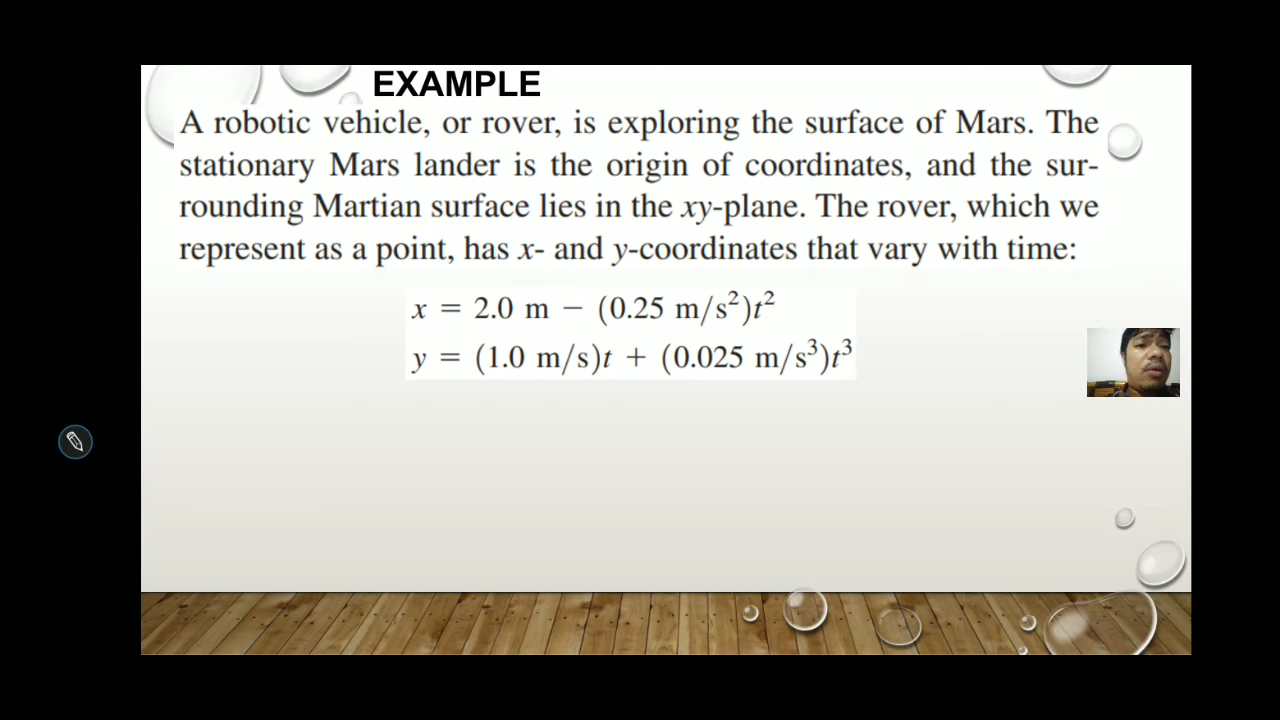 EXAMPLE
A robotic vehicle, or rover, is exploring the surface of Mars. The
stationary Mars lander is the origin of coordinates, and the sur-
rounding Martian surface lies in the xy-plane. The rover, which we
represent as a point, has x- and y-coordinates that vary with time:
x = 2.0 m − (0.25 m/s²)t²
y = (1.0 m/s)t + (0.025 m/s³)t³